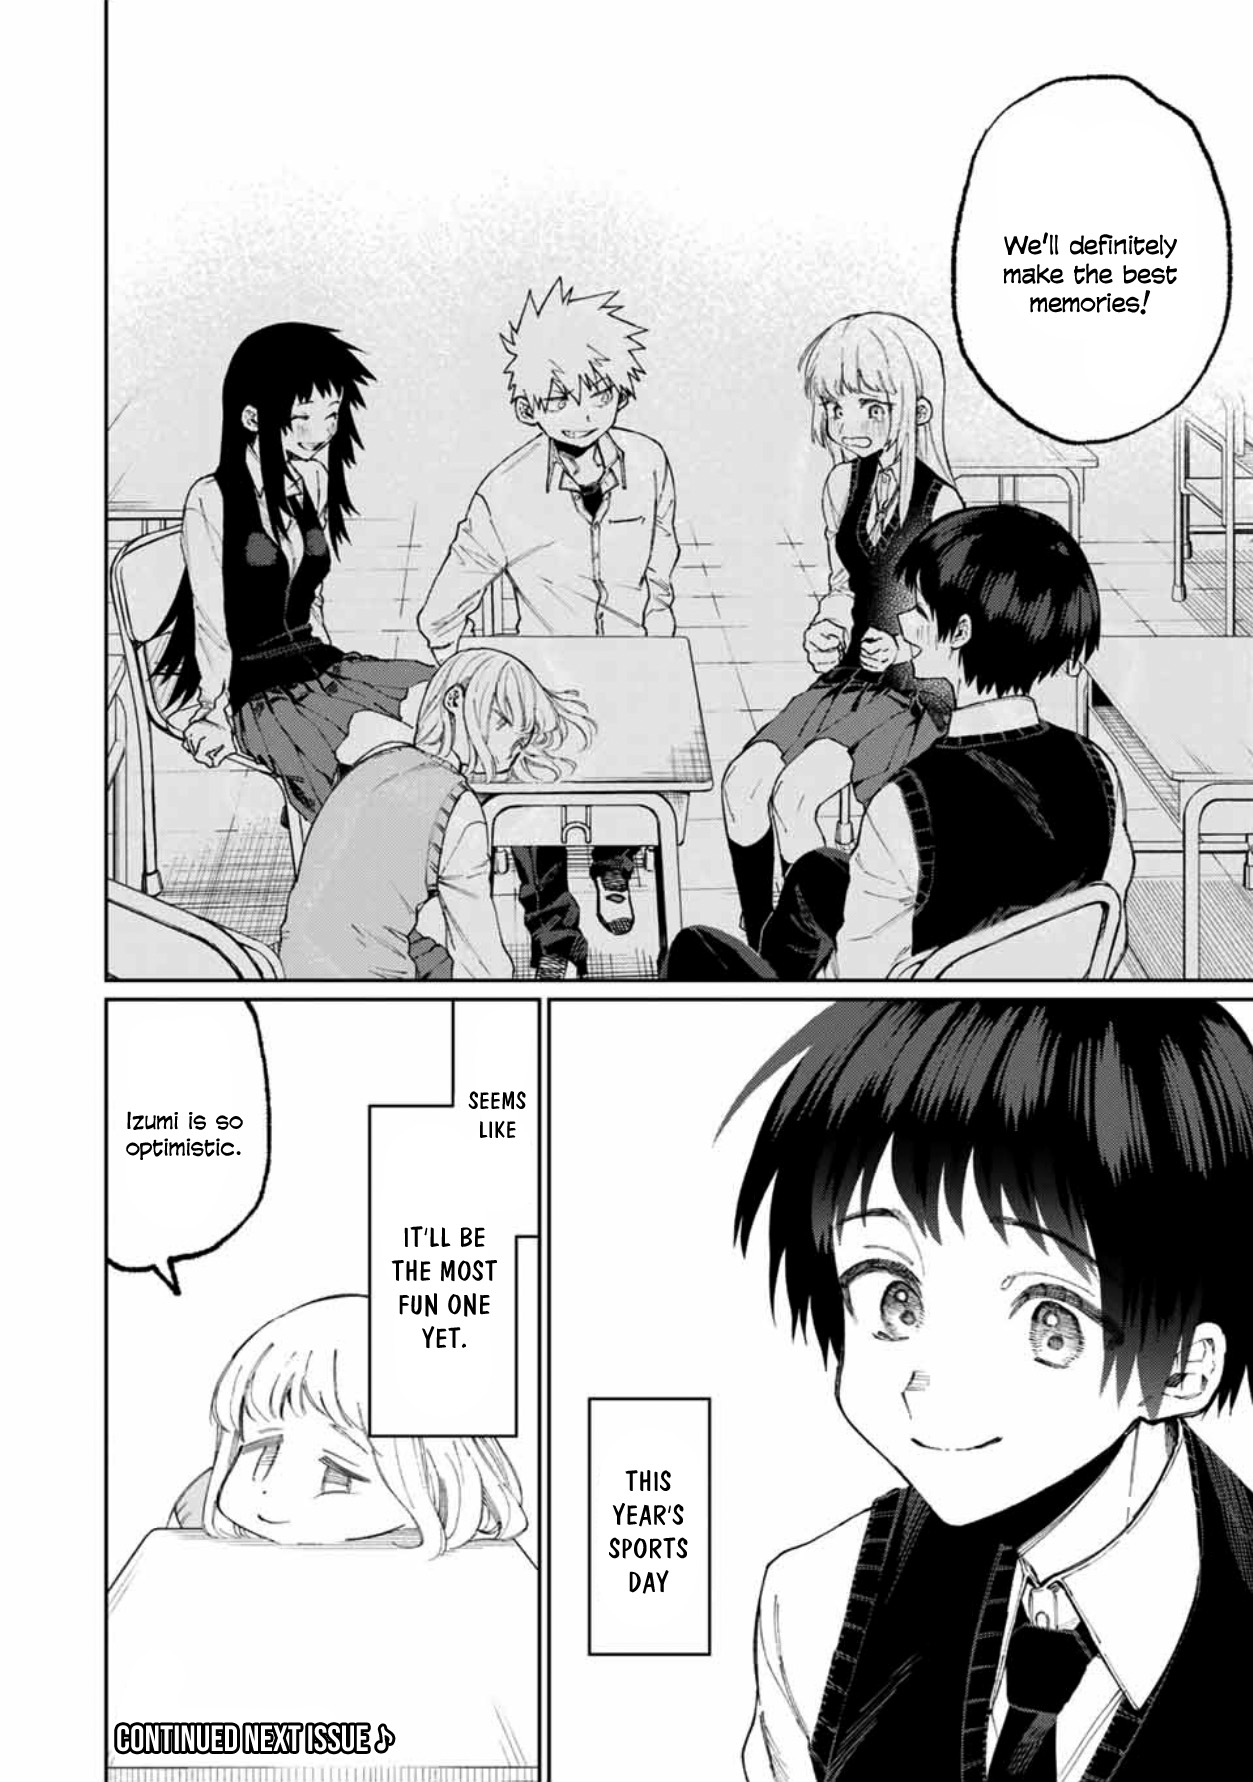 We'll definitely
make the best
memories!
THIS
YEAR'S
SPORTS
DAY
SEEMS
LIKE
IT'LL BE
THE MOST
FUN ONE
YET.
Izumi is so
optimistic.
CONTINUED NEXT ISSUE ♪